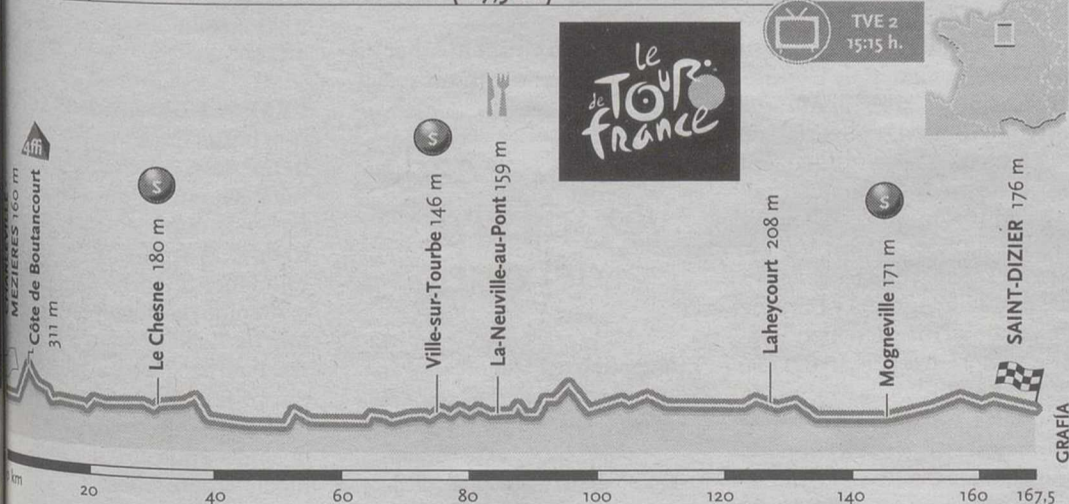 TVE 2
15:15 h.
le
TOUR
de
france
MÉZIÈRES 160 m
4ª
Côte de Boutancourt
311 m
S
Le Chesne 180 m
S
Ville-sur-Tourbe 146 m
La-Neuville-au-Pont 159 m
Laheycourt 208 m
S
Mogneville 171 m
SAINT-DIZIER 176 m
GRAFÍA
km
20
40
60
80
100
120
140
160
167,5